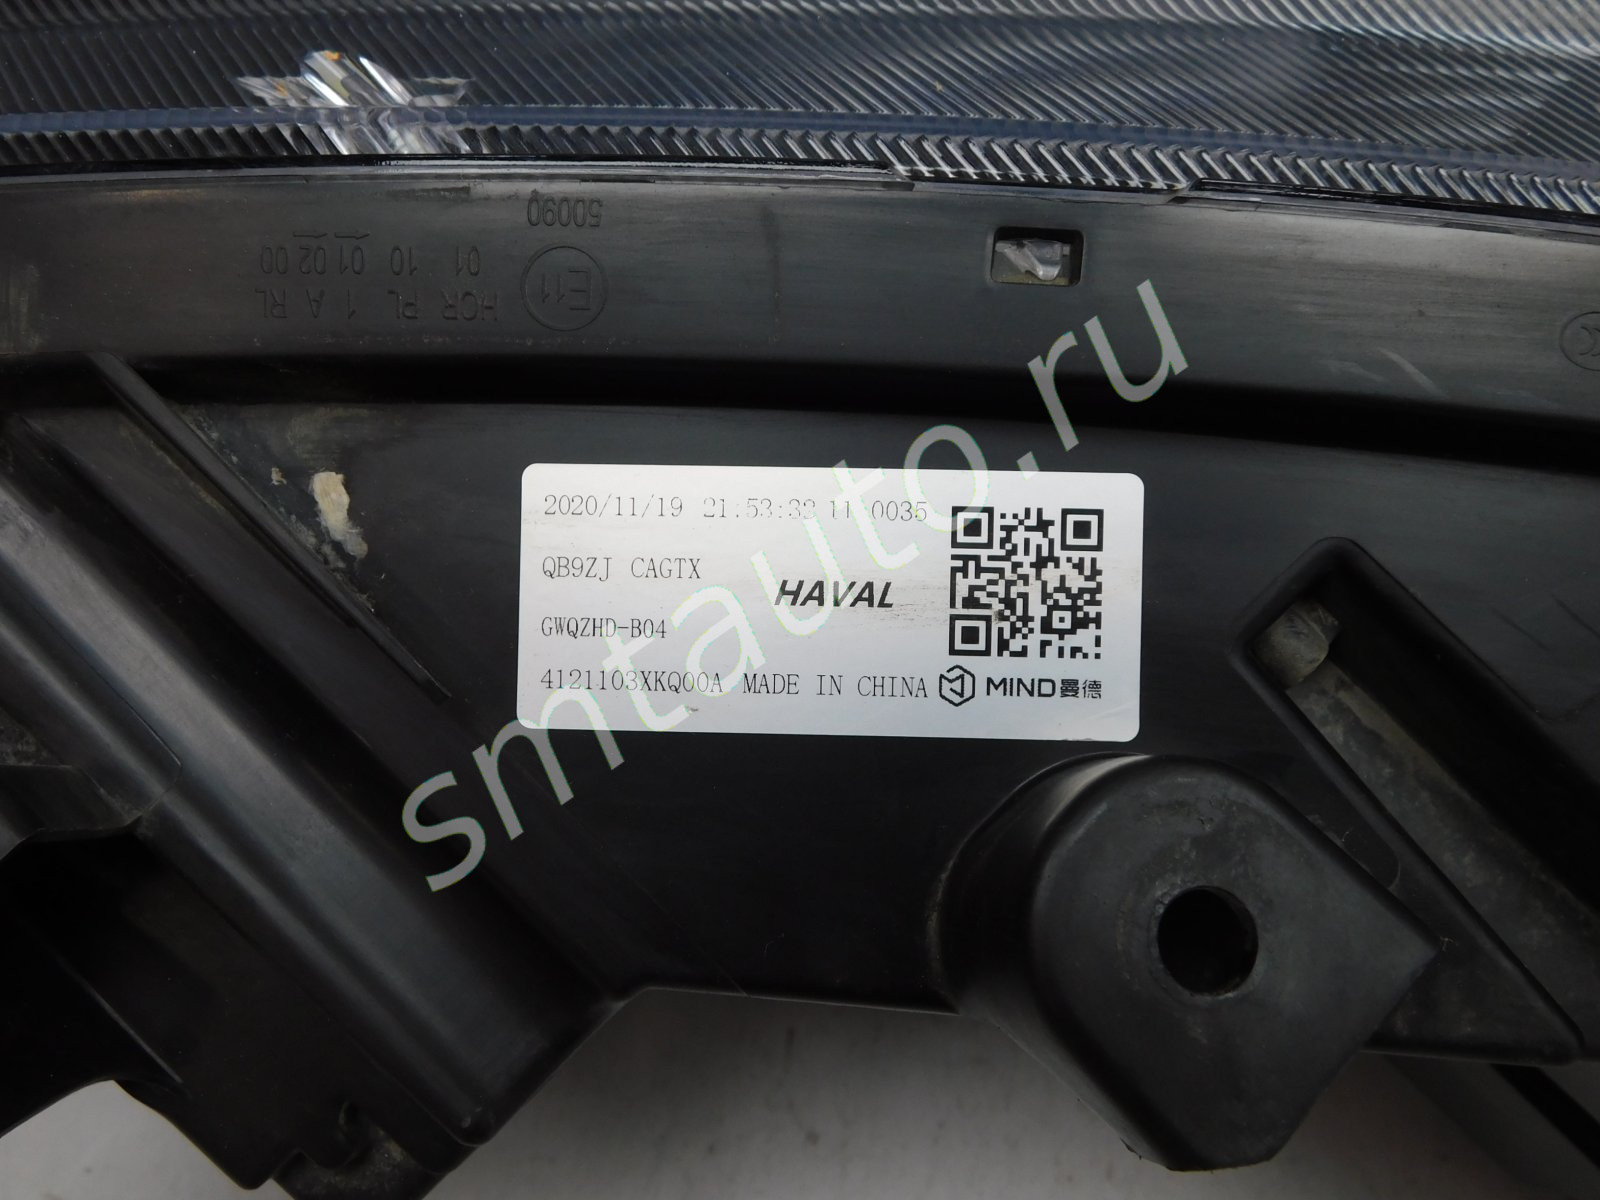 50090
E11
HCR PL 1 A RL
01 10 01 02 00
2020/11/19 21:53:33 11 0035
QB9ZJ CAGTX
HAVAL
GWQZHD-B04
4121103XKQ00A MADE IN CHINA MIND曼德
smtauto.ru